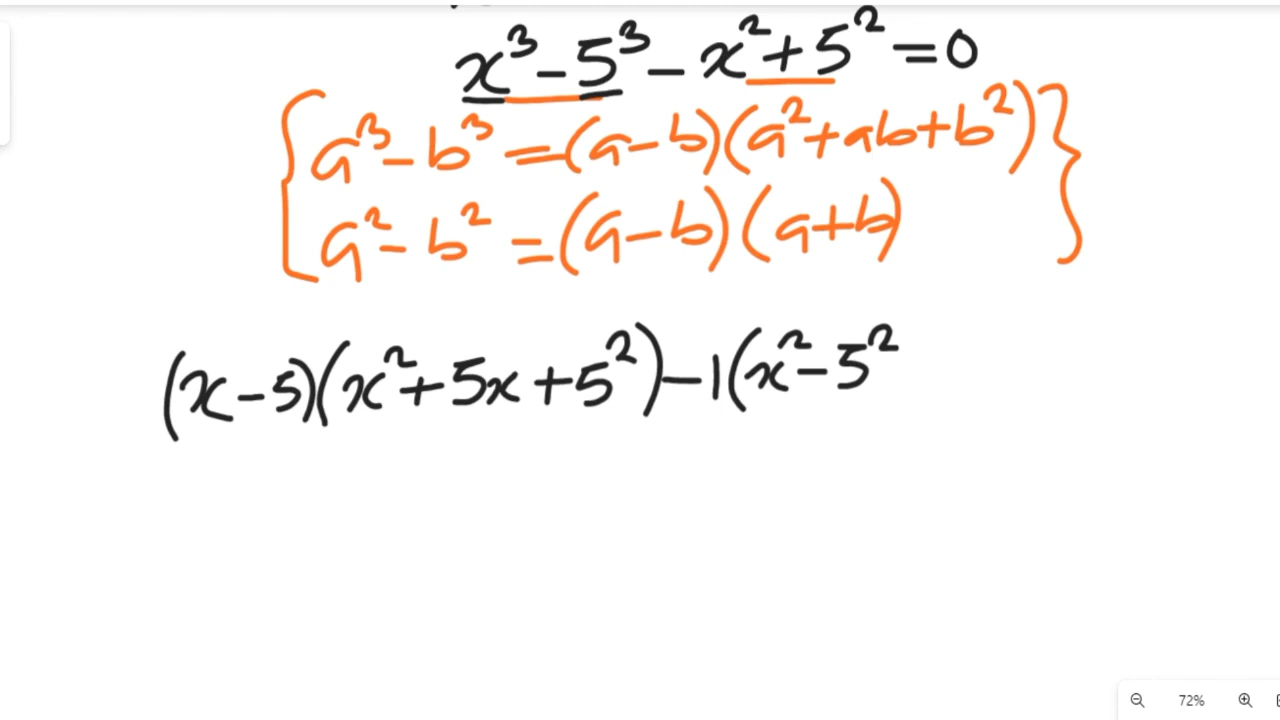 x³-5³-x²+5²=0
{a³-b³=(a-b)(a²+ab+b²)}
a²-b²=(a-b)(a+b)
(x-5)(x²+5x+5²)-1(x²-5²
72%